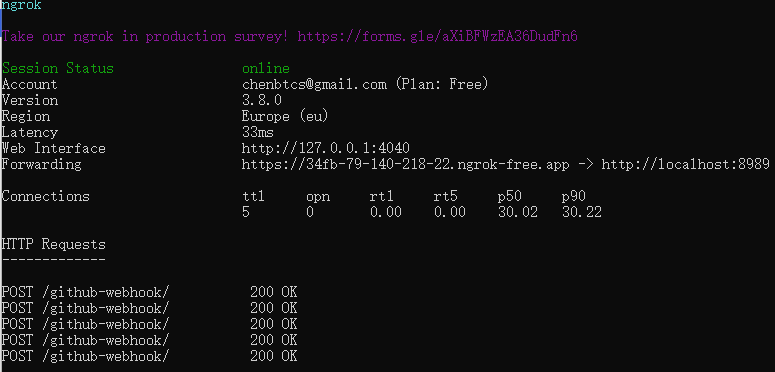 ngrok
Take our ngrok in production survey! https://forms.gle/aXiBFWzEA36DudFn6
Session Status online
Account chenbtcs@gmail.com (Plan: Free)
Version 3.8.0
Region Europe (eu)
Latency 33ms
Web Interface http://127.0.0.1:4040
Forwarding https://34fb-79-140-218-22.ngrok-free.app -> http://localhost:8989
Connections ttl opn rt1 rt5 p50 p90
5 0 0.00 0.00 30.02 30.22
HTTP Requests
-------------
POST /github-webhook/ 200 OK
POST /github-webhook/ 200 OK
POST /github-webhook/ 200 OK
POST /github-webhook/ 200 OK
POST /github-webhook/ 200 OK